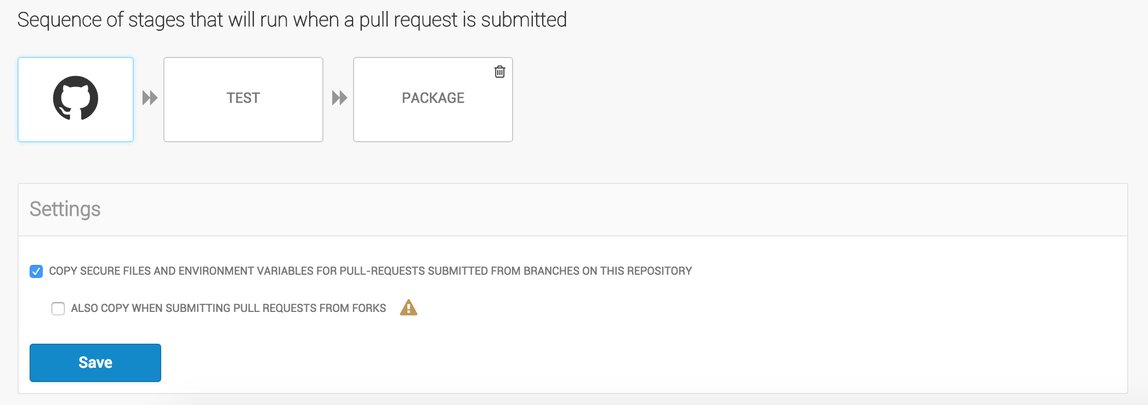 Sequence of stages that will run when a pull request is submitted
TEST
PACKAGE
Settings
COPY SECURE FILES AND ENVIRONMENT VARIABLES FOR PULL-REQUESTS SUBMITTED FROM BRANCHES ON THIS REPOSITORY
ALSO COPY WHEN SUBMITTING PULL REQUESTS FROM FORKS
Save